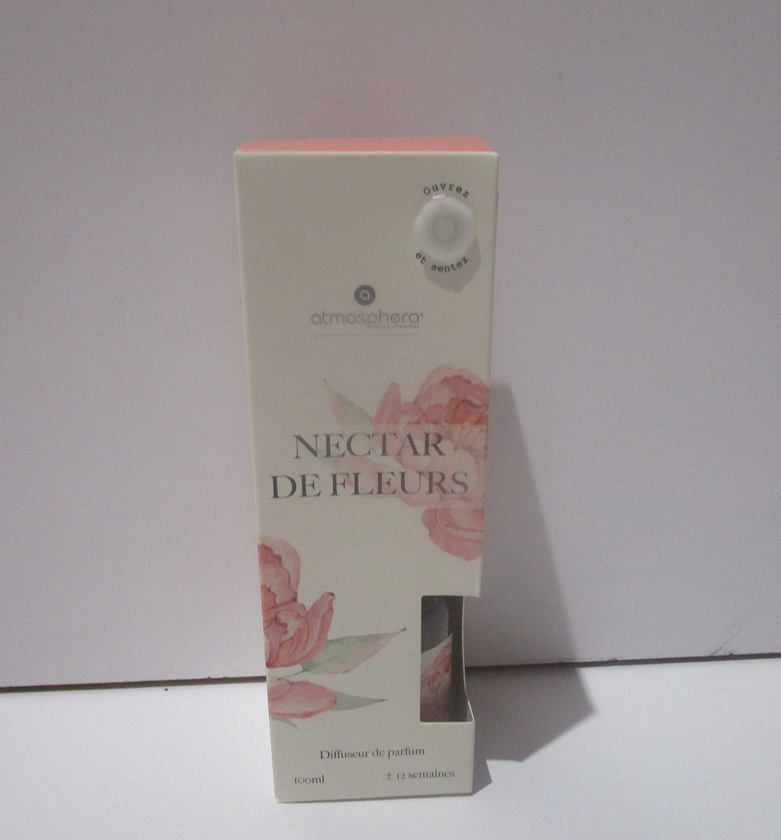 Ouvrez
et sentez
a
atmosphera
NECTAR
DE FLEURS
Diffuseur de parfum
100ml ± 12 semaines